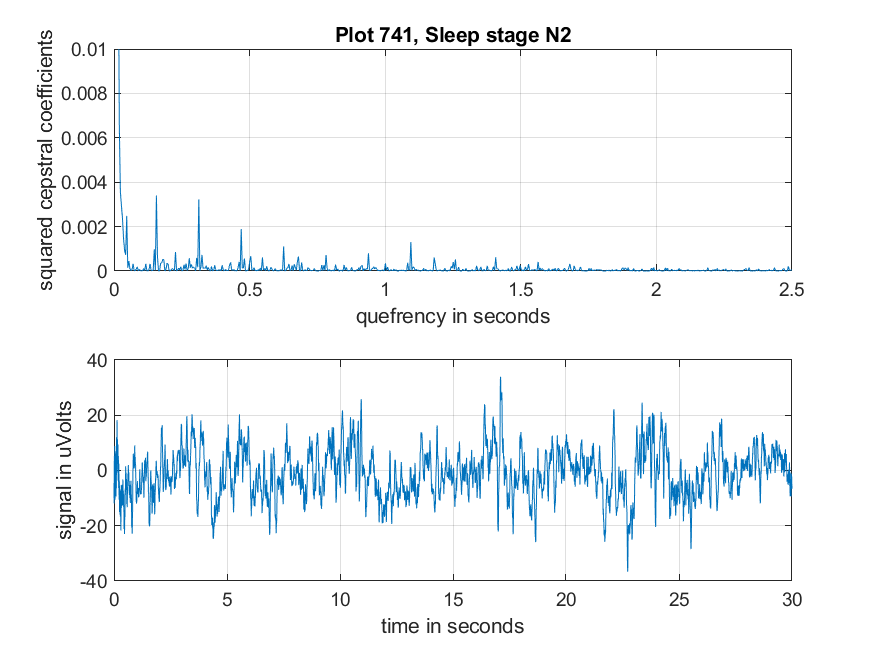 Plot 741, Sleep stage N2
squared cepstral coefficients
0.01
0.008
0.006
0.004
0.002
0
0 0.5 1 1.5 2 2.5
quefrency in seconds
signal in uVolts
40
20
0
-20
-40
0 5 10 15 20 25 30
time in seconds